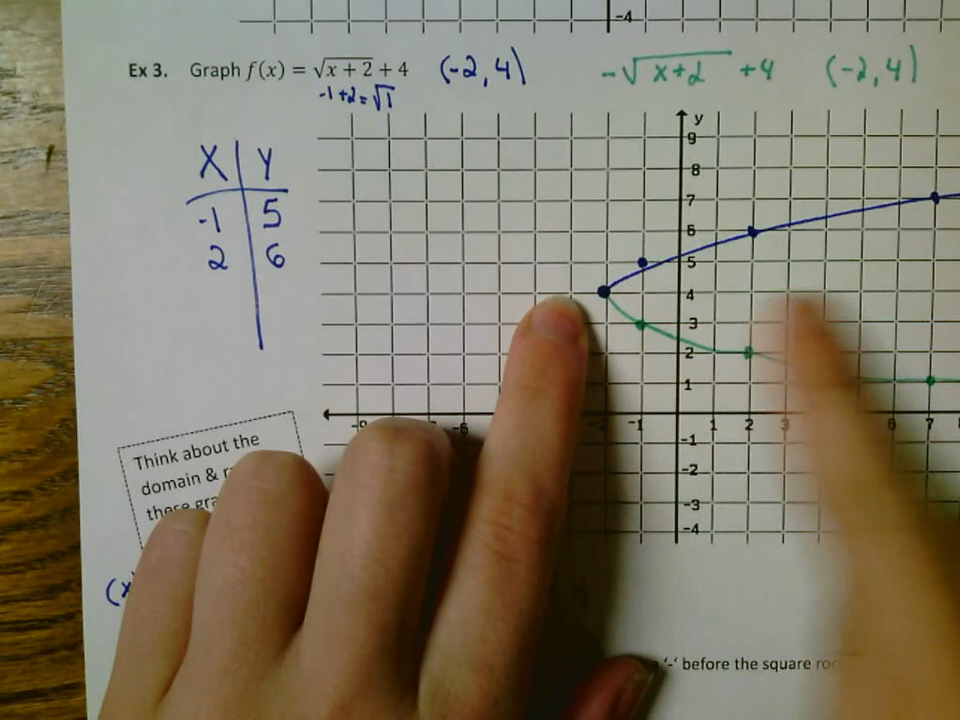 -4
Ex 3. Graph f(x) = √x + 2 + 4 (-2, 4) -√x+2 +4 (-2, 4)
-1+2=√1
X Y
-1 5
2 6
y
9
8
7
6
5
4
3
2
1
-6 -1 1 2 3 6 7 8
-1
-2
-3
-4
Think about the
domain &
these
(x
'-' before the square